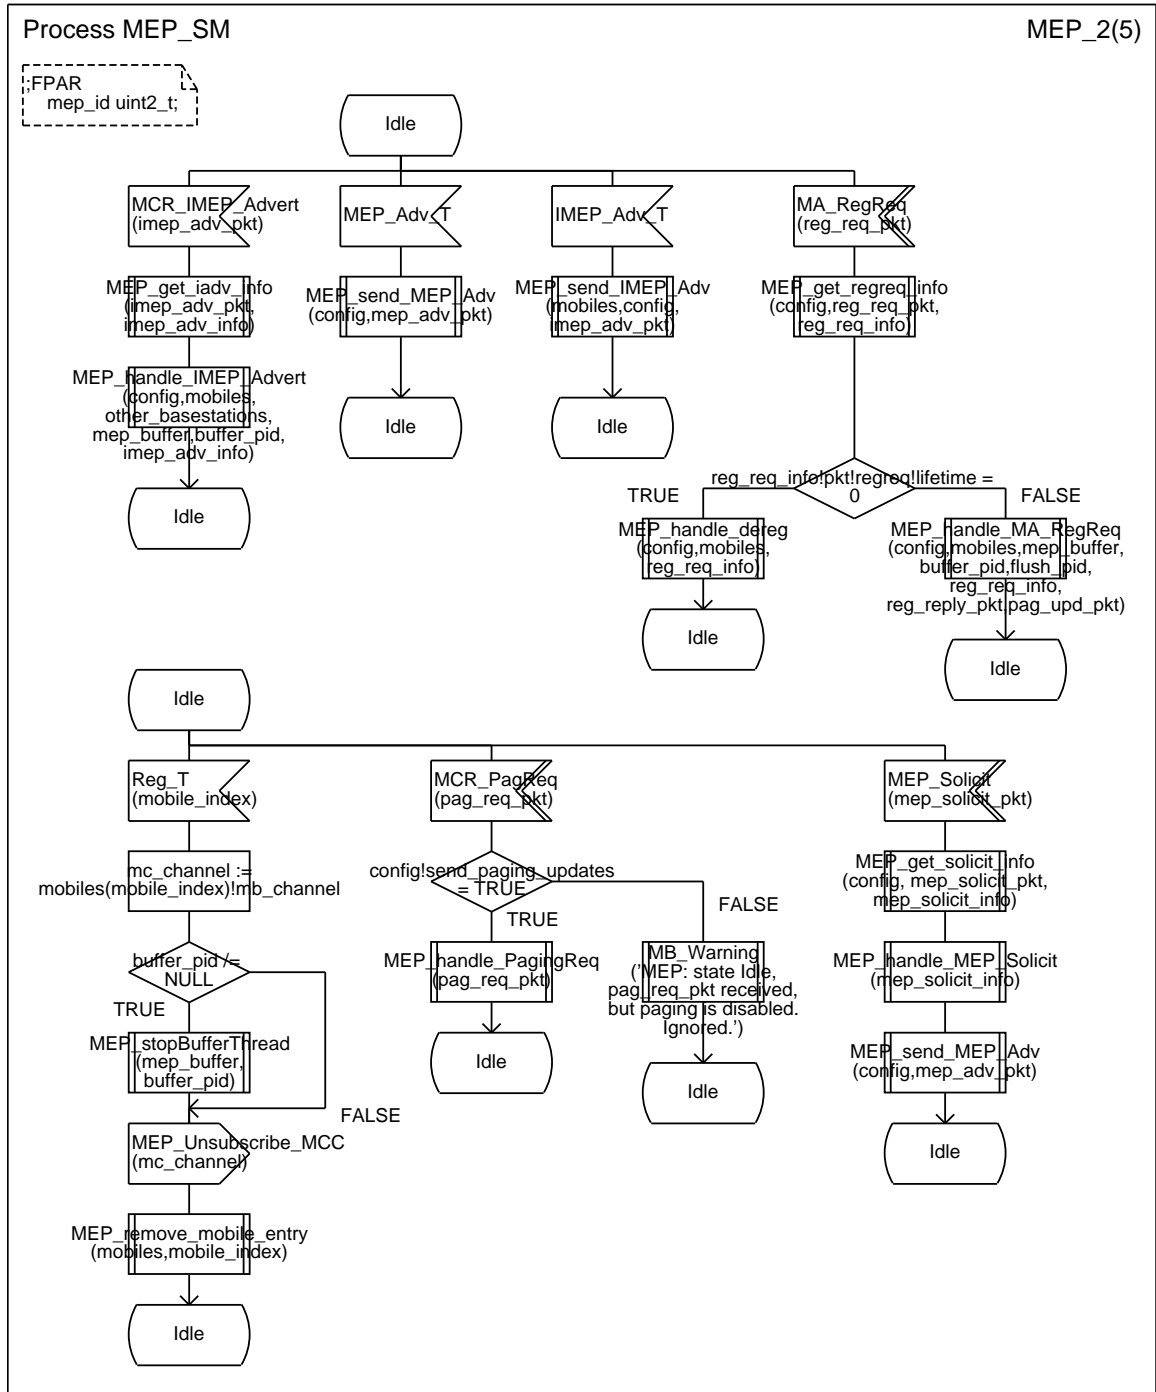 Process MEP_SM
MEP_2(5)
;FPAR
mep_id uint2_t;
Idle
MCR_IMEP_Advert
(imep_adv_pkt)
MEP_Adv_T
IMEP_Adv_T
MA_RegReq
(reg_req_pkt)
MEP_get_iadv_info
(imep_adv_pkt,
imep_adv_info)
MEP_send_MEP_Adv
(config,mep_adv_pkt)
MEP_send_IMEP_Adv
(mobiles,config,
imep_adv_pkt)
MEP_get_regreq_info
(config,reg_req_pkt,
reg_req_info)
MEP_handle_IMEP_Advert
(config,mobiles,
other_basestations,
mep_buffer,buffer_pid,
imep_adv_info)
Idle
Idle
Idle
reg_req_info!pkt!regreq!lifetime =
0
TRUE
FALSE
MEP_handle_dereg
(config,mobiles,
reg_req_info)
MEP_handle_MA_RegReq
(config,mobiles,mep_buffer,
buffer_pid,flush_pid,
reg_req_info,
reg_reply_pkt,pag_upd_pkt)
Idle
Idle
Idle
Reg_T
(mobile_index)
MCR_PagReq
(pag_req_pkt)
MEP_Solicit
(mep_solicit_pkt)
mc_channel :=
mobiles(mobile_index)!mb_channel
config!send_paging_updates
= TRUE
MEP_get_solicit_info
(config, mep_solicit_pkt,
mep_solicit_info)
TRUE
FALSE
buffer_pid /=
NULL
MEP_handle_PagingReq
(pag_req_pkt)
MB_Warning
('MEP: state Idle,
pag_req_pkt received,
but paging is disabled.
Ignored.')
MEP_handle_MEP_Solicit
(mep_solicit_info)
TRUE
MEP_stopBufferThread
(mep_buffer,
buffer_pid)
Idle
Idle
MEP_send_MEP_Adv
(config,mep_adv_pkt)
FALSE
MEP_Unsubscribe_MCC
(mc_channel)
Idle
MEP_remove_mobile_entry
(mobiles,mobile_index)
Idle